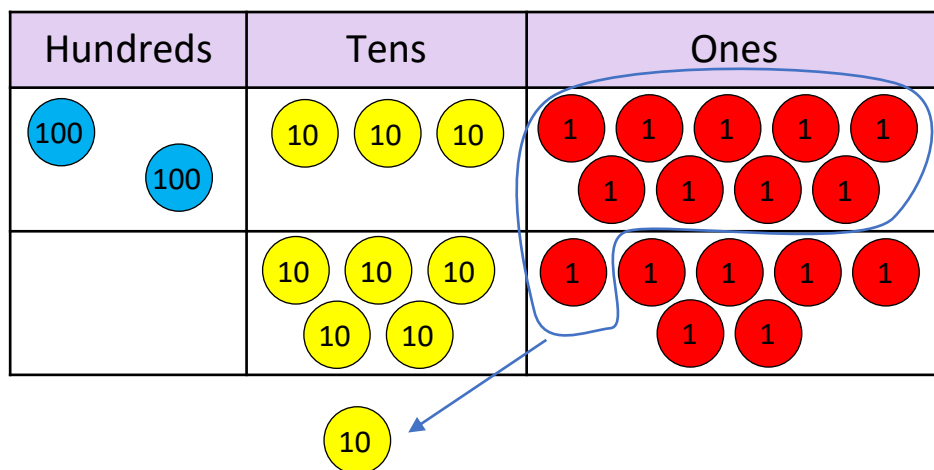 Hundreds Tens Ones
100 10 10 10 1 1 1 1 1
100 1 1 1 1
10 10 10 1 1 1 1 1
10 10 1 1
10